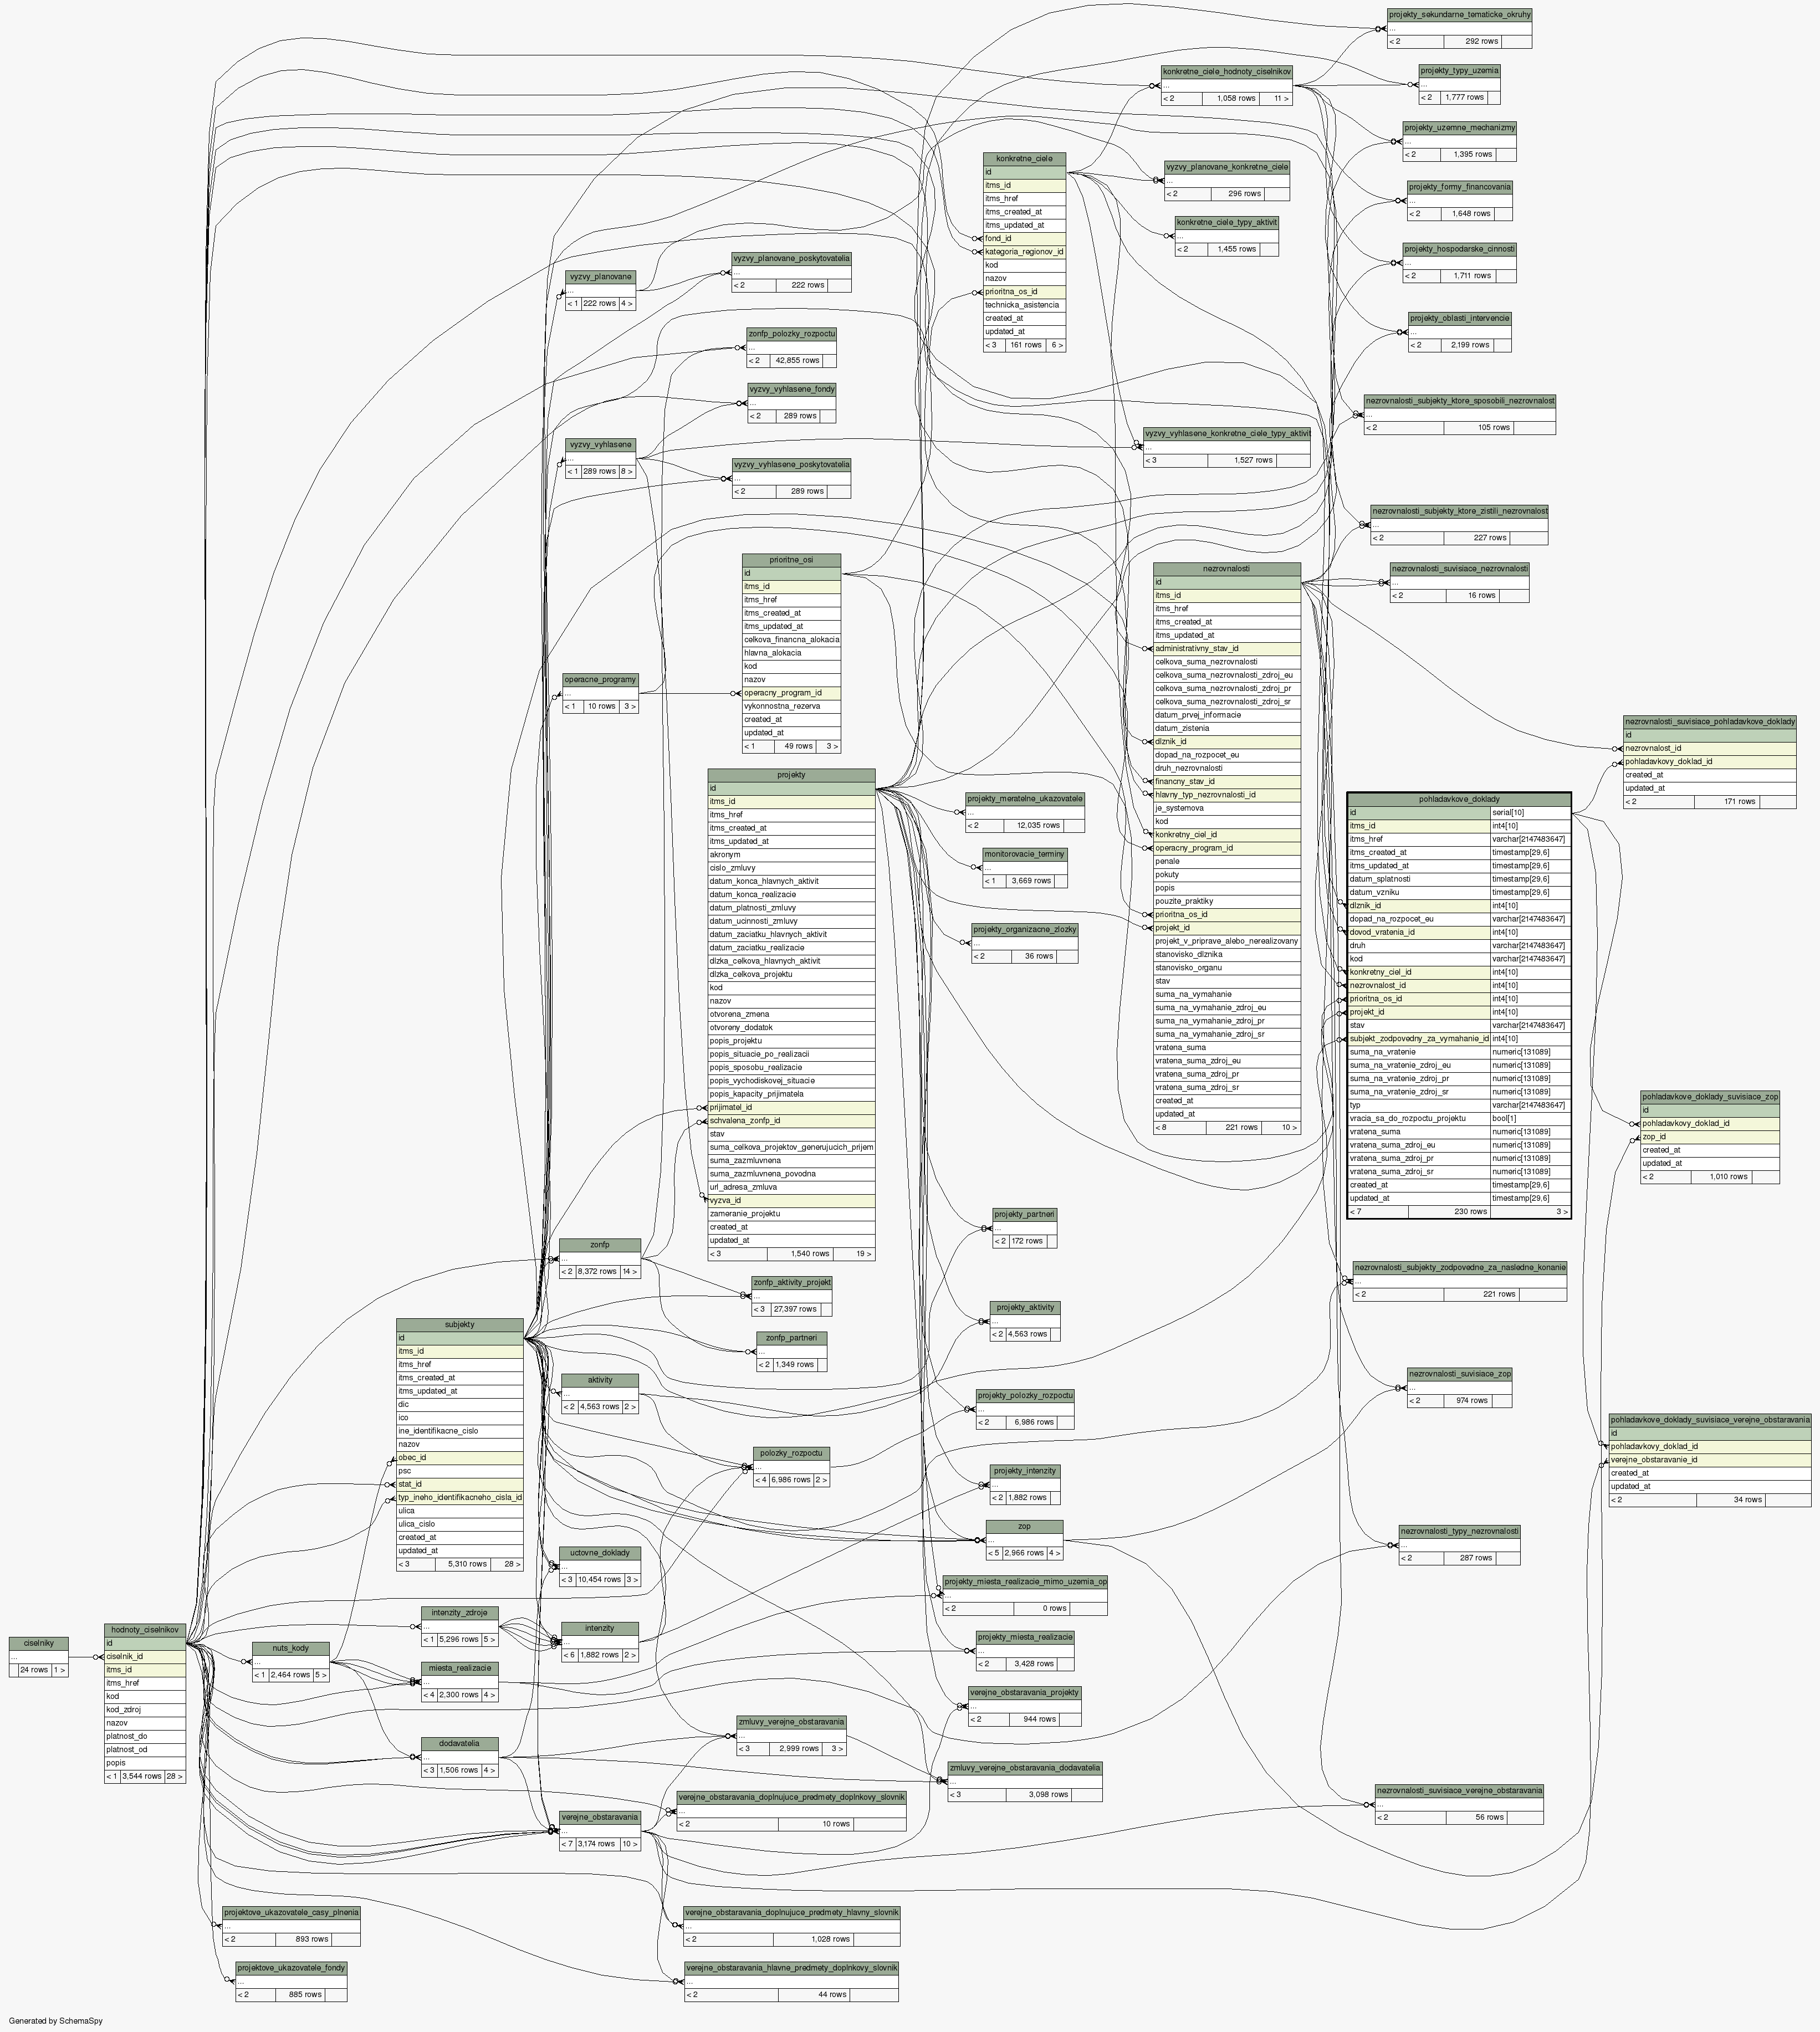 projekty_sekundarne_tematicke_okruhy
...
< 2 292 rows
konkretne_ciele_hodnoty_ciselnikov
...
< 2 1,058 rows 11 >
projekty_typy_uzemia
...
< 2 1,777 rows
projekty_uzemne_mechanizmy
...
< 2 1,395 rows
konkretne_ciele
id
itms_id
itms_href
itms_created_at
itms_updated_at
fond_id
kategoria_regionov_id
kod
nazov
prioritna_os_id
technicka_asistencia
created_at
updated_at
< 3 161 rows 6 >
vyzvy_planovane_konkretne_ciele
...
< 2 296 rows
projekty_formy_financovania
...
< 2 1,648 rows
konkretne_ciele_typy_aktivit
...
< 2 1,455 rows
projekty_hospodarske_cinnosti
...
< 2 1,711 rows
vyzvy_planovane_poskytovatelia
...
< 2 222 rows
vyzvy_planovane
...
< 1 222 rows 4 >
projekty_oblasti_intervencie
...
< 2 2,199 rows
zonfp_polozky_rozpoctu
...
< 2 42,855 rows
vyzvy_vyhlasene_fondy
...
< 2 289 rows
nezrovnalosti_subjekty_ktore_sposobili_nezrovnalost
...
< 2 105 rows
vyzvy_vyhlasene_konkretne_ciele_typy_aktivit
...
< 3 1,527 rows
vyzvy_vyhlasene
...
< 1 289 rows 8 >
vyzvy_vyhlasene_poskytovatelia
...
< 2 289 rows
nezrovnalosti_subjekty_ktore_zistili_nezrovnalost
...
< 2 227 rows
prioritne_osi
id
itms_id
itms_href
itms_created_at
itms_updated_at
celkova_financna_alokacia
hlavna_alokacia
kod
nazov
operacny_program_id
vykonnostna_rezerva
created_at
updated_at
< 1 49 rows 3 >
nezrovnalosti
id
itms_id
itms_href
itms_created_at
itms_updated_at
administrativny_stav_id
celkova_suma_nezrovnalosti
celkova_suma_nezrovnalosti_zdroj_eu
celkova_suma_nezrovnalosti_zdroj_pr
celkova_suma_nezrovnalosti_zdroj_sr
datum_prvej_informacie
datum_zistenia
dlznik_id
dopad_na_rozpocet_eu
druh_nezrovnalosti
financny_stav_id
hlavny_typ_nezrovnalosti_id
je_systemova
kod
konkretny_ciel_id
operacny_program_id
penale
pokuty
popis
pouzite_praktiky
prioritna_os_id
projekt_id
projekt_v_priprave_alebo_nerealizovany
stanovisko_dlznika
stanovisko_organu
stav
suma_na_vymahanie
suma_na_vymahanie_zdroj_eu
suma_na_vymahanie_zdroj_pr
suma_na_vymahanie_zdroj_sr
vratena_suma
vratena_suma_zdroj_eu
vratena_suma_zdroj_pr
vratena_suma_zdroj_sr
created_at
updated_at
< 8 221 rows 10 >
nezrovnalosti_suvisiace_nezrovnalosti
...
< 2 16 rows
operacne_programy
...
< 1 10 rows 3 >
nezrovnalosti_suvisiace_pohladavkove_doklady
id
nezrovnalost_id
pohladavkovy_doklad_id
created_at
updated_at
< 2 171 rows
projekty
id
itms_id
itms_href
itms_created_at
itms_updated_at
akronym
cislo_zmluvy
datum_konca_hlavnych_aktivit
datum_konca_realizacie
datum_platnosti_zmluvy
datum_ucinnosti_zmluvy
datum_zaciatku_hlavnych_aktivit
datum_zaciatku_realizacie
dlzka_celkova_hlavnych_aktivit
dlzka_celkova_projektu
kod
nazov
otvorena_zmena
otvoreny_dodatok
popis_projektu
popis_situacie_po_realizacii
popis_sposobu_realizacie
popis_vychodiskovej_situacie
popis_kapacity_prijimatela
prijimatel_id
schvalena_zonfp_id
stav
suma_celkova_projektov_generujucich_prijem
suma_zazmluvnena
suma_zazmluvnena_povodna
url_adresa_zmluva
vyzva_id
zameranie_projektu
created_at
updated_at
< 3 1,540 rows 19 >
projekty_meratelne_ukazovatele
...
< 2 12,035 rows
monitorovacie_terminy
...
< 1 3,669 rows
projekty_organizacne_zlozky
...
< 2 36 rows
pohladavkove_doklady
id serial[10]
itms_id int4[10]
itms_href varchar[2147483647]
itms_created_at timestamp[29,6]
itms_updated_at timestamp[29,6]
datum_splatnosti timestamp[29,6]
datum_vzniku timestamp[29,6]
dlznik_id int4[10]
dopad_na_rozpocet_eu varchar[2147483647]
dovod_vratenia_id int4[10]
druh varchar[2147483647]
kod varchar[2147483647]
konkretny_ciel_id int4[10]
nezrovnalost_id int4[10]
prioritna_os_id int4[10]
projekt_id int4[10]
stav varchar[2147483647]
subjekt_zodpovedny_za_vymahanie_id int4[10]
suma_na_vratenie numeric[131089]
suma_na_vratenie_zdroj_eu numeric[131089]
suma_na_vratenie_zdroj_pr numeric[131089]
suma_na_vratenie_zdroj_sr numeric[131089]
typ varchar[2147483647]
vracia_sa_do_rozpoctu_projektu bool[1]
vratena_suma numeric[131089]
vratena_suma_zdroj_eu numeric[131089]
vratena_suma_zdroj_pr numeric[131089]
vratena_suma_zdroj_sr numeric[131089]
created_at timestamp[29,6]
updated_at timestamp[29,6]
< 7 230 rows 3 >
pohladavkove_doklady_suvisiace_zop
id
pohladavkovy_doklad_id
zop_id
created_at
updated_at
< 2 1,010 rows
projekty_partneri
...
< 2 172 rows
zonfp
...
< 2 8,372 rows 14 >
zonfp_aktivity_projekt
...
< 3 27,397 rows
nezrovnalosti_subjekty_zodpovedne_za_nasledne_konanie
...
< 2 221 rows
projekty_aktivity
...
< 2 4,563 rows
subjekty
id
itms_id
itms_href
itms_created_at
itms_updated_at
dic
ico
ine_identifikacne_cislo
nazov
obec_id
psc
stat_id
typ_ineho_identifikacneho_cisla_id
ulica
ulica_cislo
created_at
updated_at
< 3 5,310 rows 28 >
zonfp_partneri
...
< 2 1,349 rows
aktivity
...
< 2 4,563 rows 2 >
nezrovnalosti_suvisiace_zop
...
< 2 974 rows
projekty_polozky_rozpoctu
...
< 2 6,986 rows
polozky_rozpoctu
...
< 4 6,986 rows 2 >
pohladavkove_doklady_suvisiace_verejne_obstaravania
id
pohladavkovy_doklad_id
verejne_obstaravanie_id
created_at
updated_at
< 2 34 rows
projekty_intenzity
...
< 2 1,882 rows
zop
...
< 5 2,966 rows 4 >
nezrovnalosti_typy_nezrovnalosti
...
< 2 287 rows
uctovne_doklady
...
< 3 10,454 rows 3 >
projekty_miesta_realizacie_mimo_uzemia_op
...
< 2 0 rows
intenzity_zdroje
...
< 1 5,296 rows 5 >
intenzity
...
< 6 1,882 rows 2 >
projekty_miesta_realizacie
...
< 2 3,428 rows
ciselniky
...
24 rows 1 >
hodnoty_ciselnikov
id
ciselnik_id
itms_id
itms_href
kod
kod_zdroj
nazov
platnost_do
platnost_od
popis
< 1 3,544 rows 28 >
nuts_kody
...
< 1 2,464 rows 5 >
miesta_realizacie
...
< 4 2,300 rows 4 >
verejne_obstaravania_projekty
...
< 2 944 rows
zmluvy_verejne_obstaravania
...
< 3 2,999 rows 3 >
dodavatelia
...
< 3 1,506 rows 4 >
zmluvy_verejne_obstaravania_dodavatelia
...
< 3 3,098 rows
nezrovnalosti_suvisiace_verejne_obstaravania
...
< 2 56 rows
verejne_obstaravania_doplnujuce_predmety_doplnkovy_slovnik
...
< 2 10 rows
verejne_obstaravania
...
< 7 3,174 rows 10 >
projektove_ukazovatele_casy_plnenia
...
< 2 893 rows
verejne_obstaravania_doplnujuce_predmety_hlavny_slovnik
...
< 2 1,028 rows
projektove_ukazovatele_fondy
...
< 2 885 rows
verejne_obstaravania_hlavne_predmety_doplnkovy_slovnik
...
< 2 44 rows
Generated by SchemaSpy